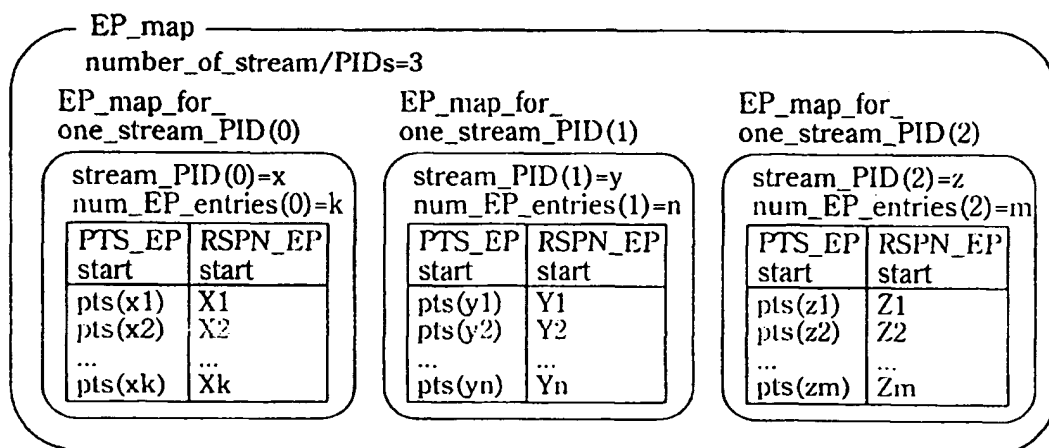 EP_map
number_of_stream/PIDs=3
EP_map_for_
one_stream_PID(0)
stream_PID(0)=x
num_EP_entries(0)=k
PTS_EP RSPN_EP
start start
pts(x1) X1
pts(x2) X2
... ...
pts(xk) Xk
EP_map_for_
one_stream_PID(1)
stream_PID(1)=y
num_EP_entries(1)=n
PTS_EP RSPN_EP
start start
pts(y1) Y1
pts(y2) Y2
... ...
pts(yn) Yn
EP_map_for_
one_stream_PID(2)
stream_PID(2)=z
num_EP_entries(2)=m
PTS_EP RSPN_EP
start start
pts(z1) Z1
pts(z2) Z2
... ...
pts(zm) Zm